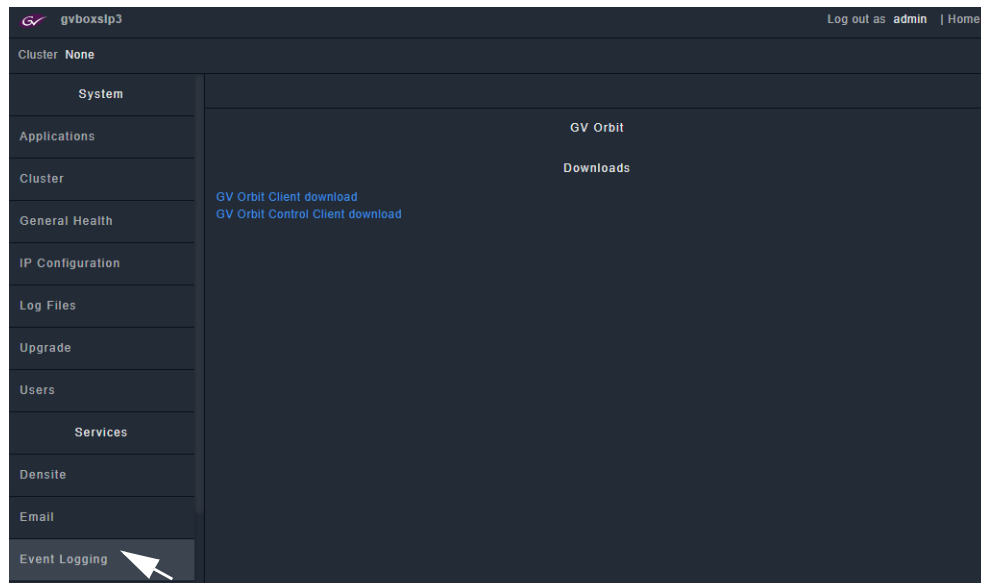 GV gvboxslp3
Log out as admin | Home
Cluster None
System
Applications
Cluster
General Health
IP Configuration
Log Files
Upgrade
Users
Services
Densite
Email
Event Logging
GV Orbit
Downloads
GV Orbit Client download
GV Orbit Control Client download